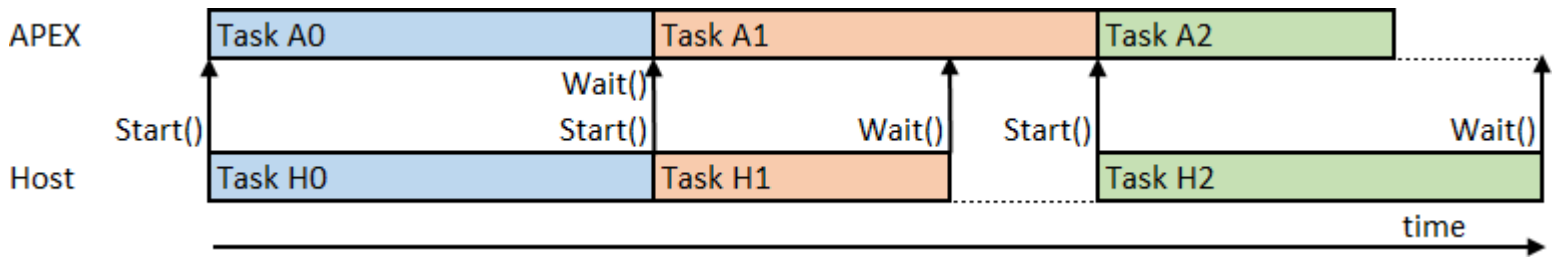 APEX Task A0 Task A1 Task A2
Wait()
Start() Start() Wait() Start() Wait()
Host Task H0 Task H1 Task H2
time